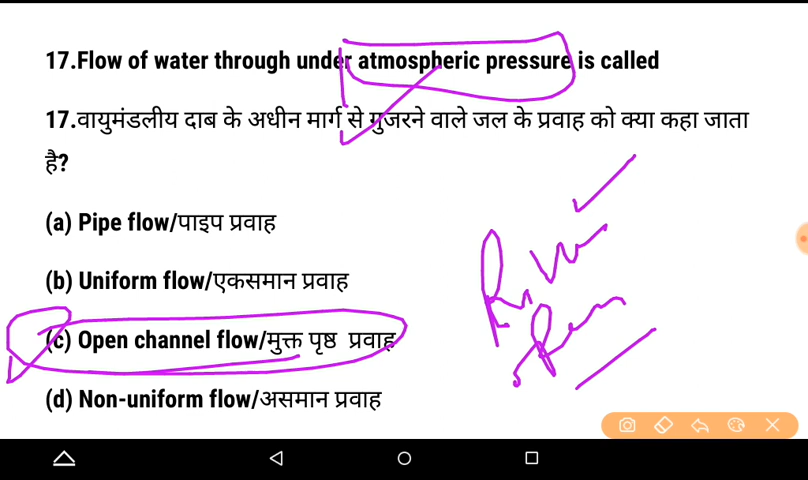 17.Flow of water through under atmospheric pressure is called
17.वायुमंडलीय दाब के अधीन मार्ग से गुजरने वाले जल के प्रवाह को क्या कहा जाता
है?
(a) Pipe flow/पाइप प्रवाह
(b) Uniform flow/एकसमान प्रवाह
(c) Open channel flow/मुक्त पृष्ठ प्रवाह
(d) Non-uniform flow/असमान प्रवाह